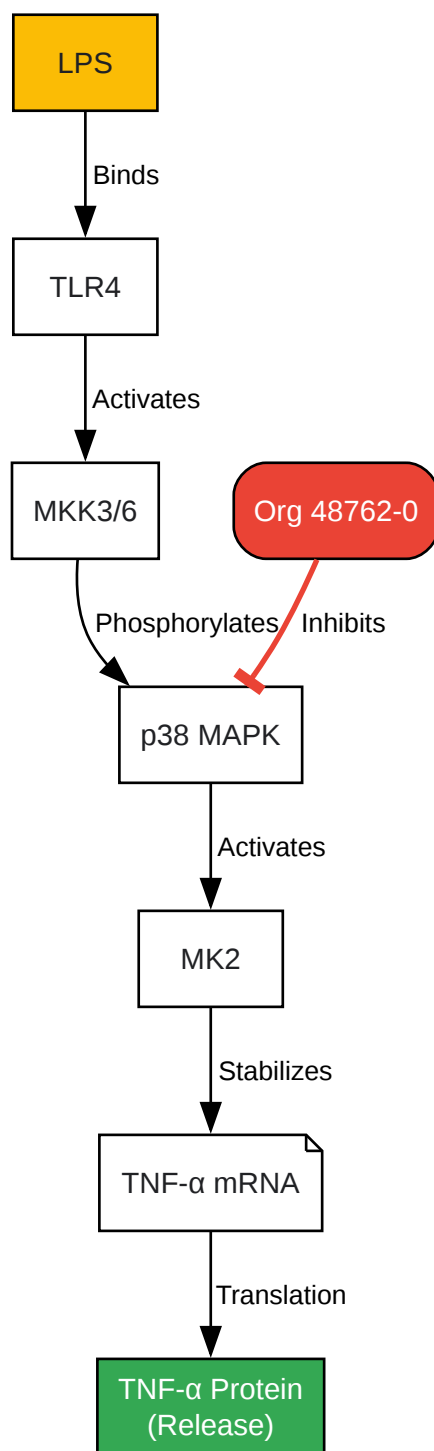 LPS
Binds
TLR4
Activates
MKK3/6
Org 48762-0
Phosphorylates
Inhibits
p38 MAPK
Activates
MK2
Stabilizes
TNF-α mRNA
Translation
TNF-α Protein
(Release)